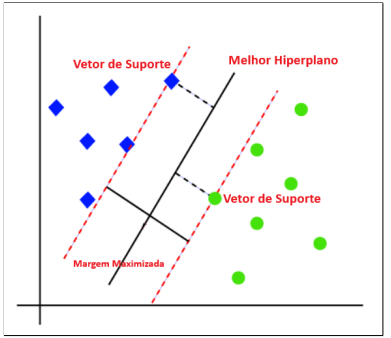 Melhor Hiperplano
Vetor de Suporte
Vetor de Suporte
Margem Maximizada